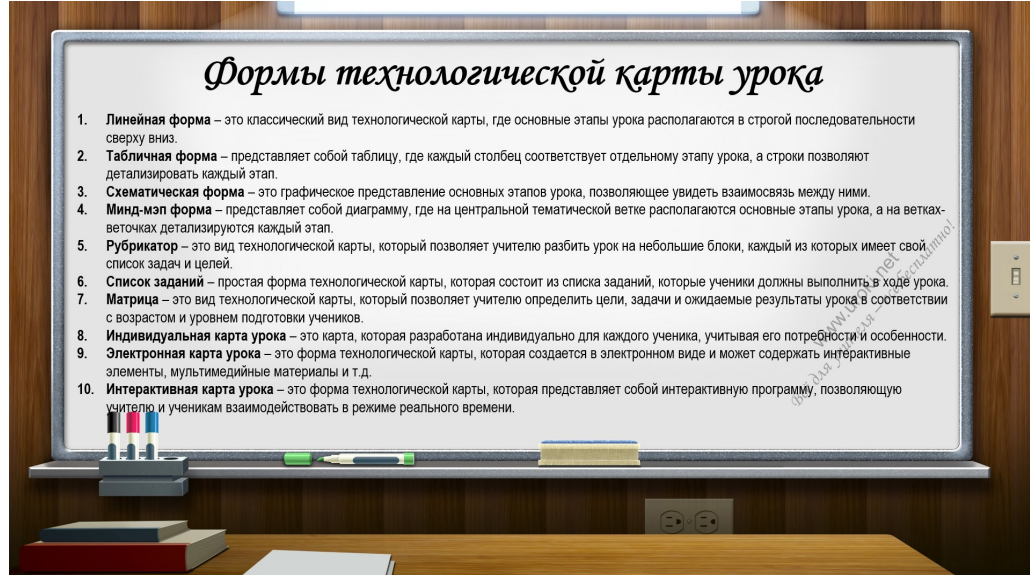 Формы технологической карты урока
1. Линейная форма – это классический вид технологической карты, где основные этапы урока располагаются в строгой последовательности
сверху вниз.
2. Табличная форма – представляет собой таблицу, где каждый столбец соответствует отдельному этапу урока, а строки позволяют
детализировать каждый этап.
3. Схематическая форма – это графическое представление основных этапов урока, позволяющее увидеть взаимосвязь между ними.
4. Минд-мэп форма – представляет собой диаграмму, где на центральной тематической ветке располагаются основные этапы урока, а на ветках-
веточках детализируются каждый этап.
5. Рубрикатор – это вид технологической карты, который позволяет учителю разбить урок на небольшие блоки, каждый из которых имеет свой
список задач и целей.
6. Список заданий – простая форма технологической карты, которая состоит из списка заданий, которые ученики должны выполнить в ходе урока.
7. Матрица – это вид технологической карты, который позволяет учителю определить цели, задачи и ожидаемые результаты урока в соответствии
с возрастом и уровнем подготовки учеников.
8. Индивидуальная карта урока – это карта, которая разработана индивидуально для каждого ученика, учитывая его потребности и особенности.
9. Электронная карта урока – это форма технологической карты, которая создается в электронном виде и может содержать интерактивные
элементы, мультимедийные материалы и т.д.
10. Интерактивная карта урока – это форма технологической карты, которая представляет собой интерактивную программу, позволяющую
учителю и ученикам взаимодействовать в режиме реального времени.
www.uroki.net
Всё для учителя – всё бесплатно!